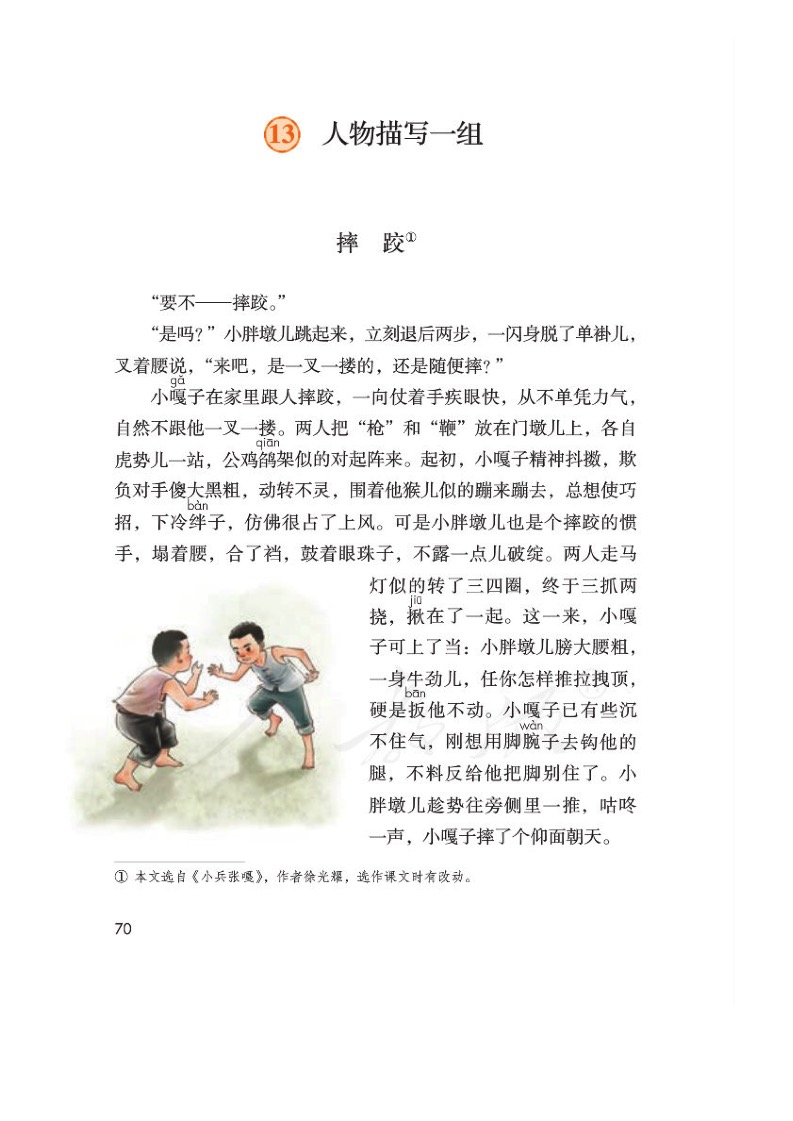 13 人物描写一组
摔 跤①
“要不——摔跤。”
“是吗？”小胖墩儿跳起来，立刻退后两步，一闪身脱了单褂儿，
叉着腰说，“来吧，是一叉一搂的，还是随便摔？”
gǎ
小嘎子在家里跟人摔跤，一向仗着手疾眼快，从不单凭力气，
自然不跟他一叉一搂。两人把“枪”和“鞭”放在门墩儿上，各自
qiān
虎势儿一站，公鸡鹐架似的对起阵来。起初，小嘎子精神抖擞，欺
负对手傻大黑粗，动转不灵，围着他猴儿似的蹦来蹦去，总想使巧
bàn
招，下冷绊子，仿佛很占了上风。可是小胖墩儿也是个摔跤的惯
手，塌着腰，合了裆，鼓着眼珠子，不露一点儿破绽。两人走马
灯似的转了三四圈，终于三抓两
jiū
挠，揪在了一起。这一来，小嘎
子可上了当：小胖墩儿膀大腰粗，
一身牛劲儿，任你怎样推拉拽顶，
bān
硬是扳他不动。小嘎子已有些沉
wàn
不住气，刚想用脚腕子去钩他的
腿，不料反给他把脚别住了。小
胖墩儿趁势往旁侧里一推，咕咚
一声，小嘎子摔了个仰面朝天。
① 本文选自《小兵张嘎》，作者徐光耀，选作课文时有改动。
70